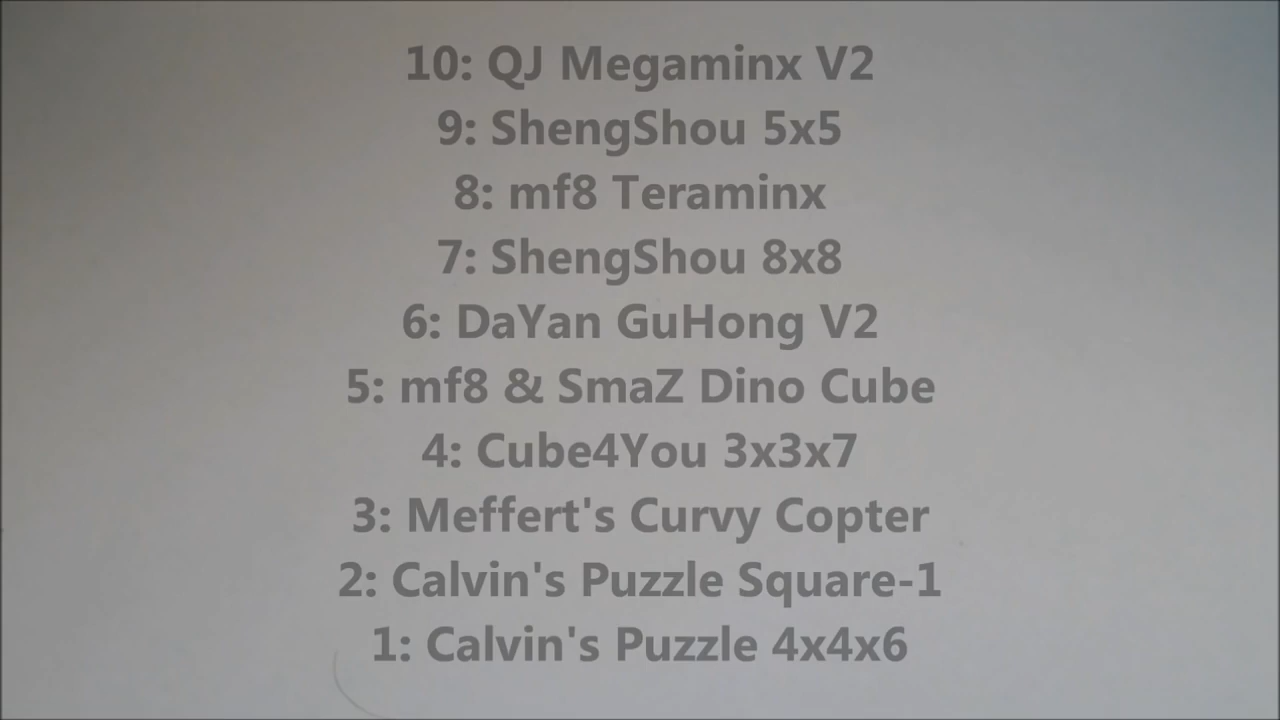 10: QJ Megaminx V2
9: ShengShou 5x5
8: mf8 Teraminx
7: ShengShou 8x8
6: DaYan GuHong V2
5: mf8 & SmaZ Dino Cube
4: Cube4You 3x3x7
3: Meffert's Curvy Copter
2: Calvin's Puzzle Square-1
1: Calvin's Puzzle 4x4x6